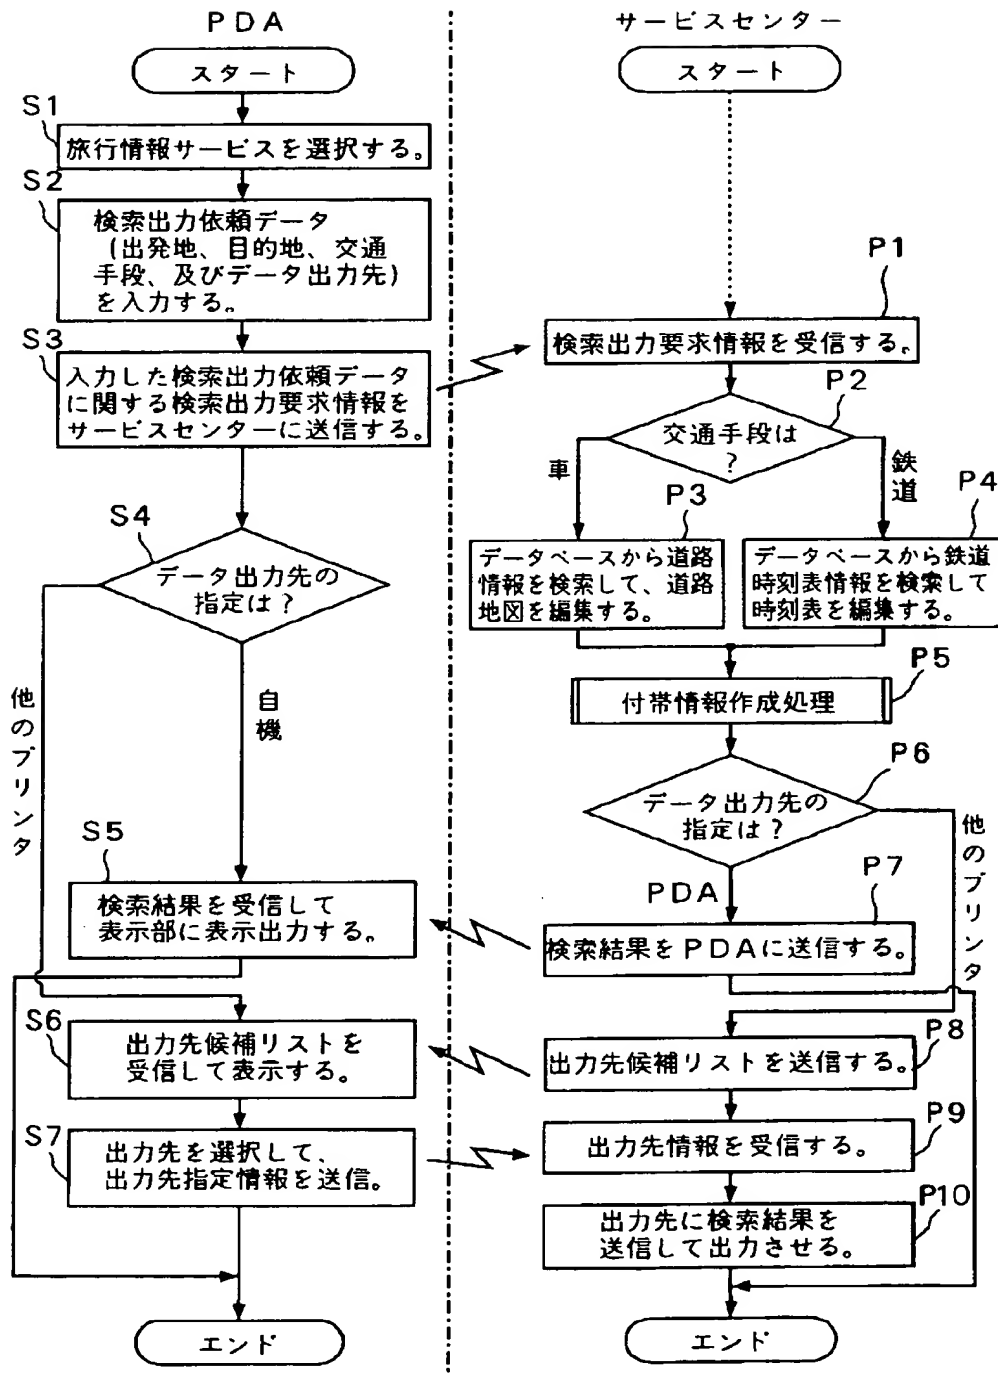 PDA
スタート
S1
旅行情報サービスを選択する。
S2
検索出力依頼データ
(出発地、目的地、交通
手段、及びデータ出力先)
を入力する。
S3
入力した検索出力依頼データ
に関する検索出力要求情報を
サービスセンターに送信する。
S4
データ出力先の
指定は?
他のプリンタ
自機
S5
検索結果を受信して
表示部に表示出力する。
S6
出力先候補リストを
受信して表示する。
S7
出力先を選択して、
出力先指定情報を送信。
エンド
サービスセンター
スタート
P1
検索出力要求情報を受信する。
P2
交通手段は
?
車
鉄道
P3
データベースから道路
情報を検索して、道路
地図を編集する。
P4
データベースから鉄道
時刻表情報を検索して
時刻表を編集する。
P5
付帯情報作成処理
P6
データ出力先の
指定は?
他のプリンタ
PDA
P7
検索結果をPDAに送信する。
P8
出力先候補リストを送信する。
P9
出力先情報を受信する。
P10
出力先に検索結果を
送信して出力させる。
エンド